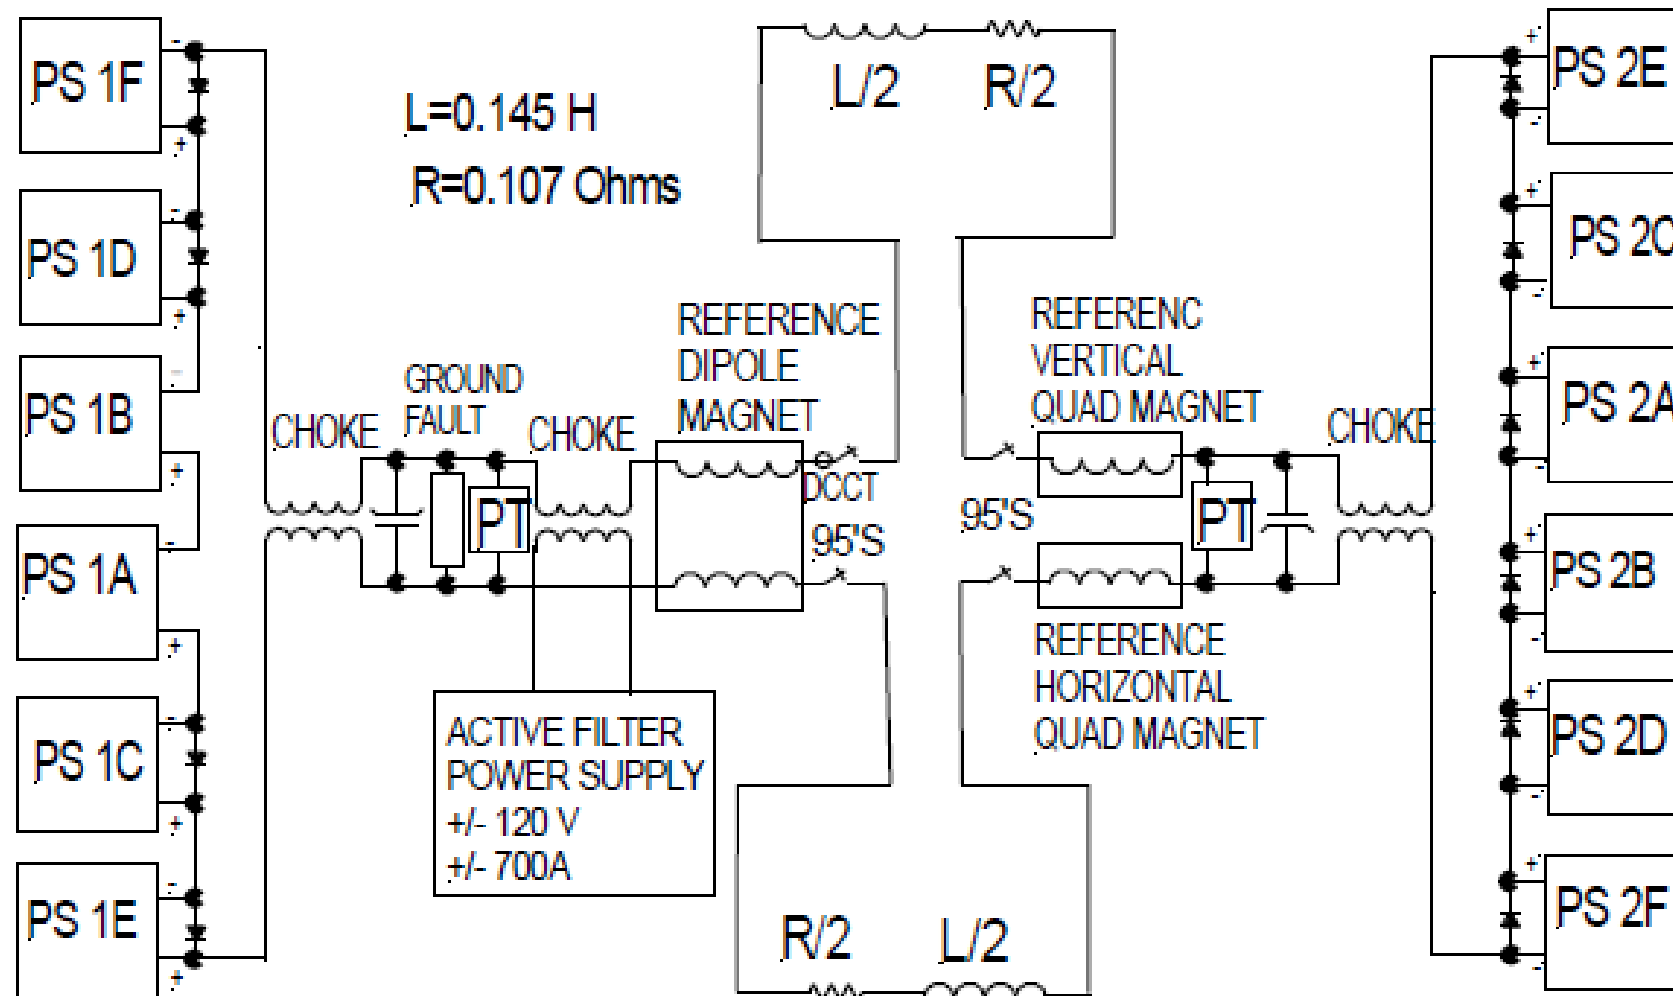 PS 1F
-
+
PS 1D
-
+
PS 1B
-
+
PS 1A
-
+
PS 1C
-
+
PS 1E
-
+
L=0.145 H
R=0.107 Ohms
L/2
R/2
CHOKE
GROUND
FAULT
CHOKE
PT
REFERENCE
DIPOLE
MAGNET
DCCT
95'S
ACTIVE FILTER
POWER SUPPLY
+/- 120 V
+/- 700A
R/2
L/2
REFERENC
VERTICAL
QUAD MAGNET
95'S
PT
CHOKE
REFERENCE
HORIZONTAL
QUAD MAGNET
+
PS 2E
-
+
-
+
PS 2A
-
+
PS 2B
-
+
PS 2D
-
+
PS 2F
-